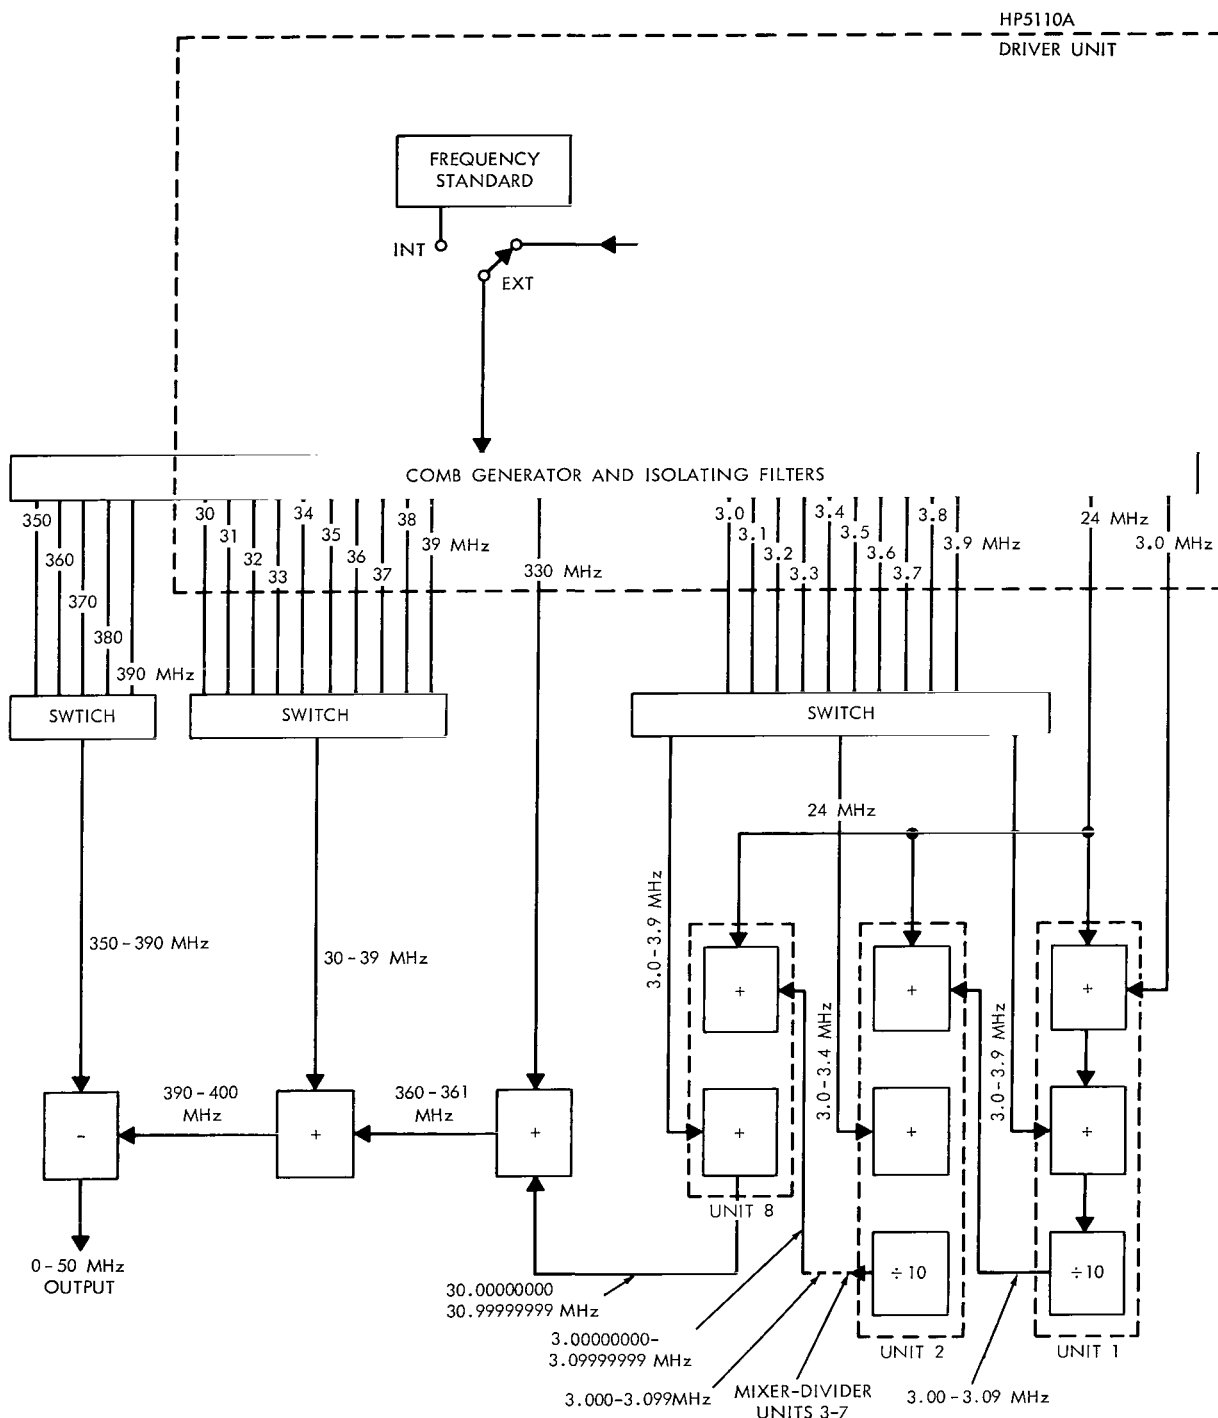 HP5110A
DRIVER UNIT
FREQUENCY
STANDARD
INT
EXT
COMB GENERATOR AND ISOLATING FILTERS
350
360
370
380
390 MHz
30
31
32
33
34
35
36
37
38
39 MHz
330 MHz
3.0
3.1
3.2
3.3
3.4
3.5
3.6
3.7
3.8
3.9 MHz
24 MHz
3.0 MHz
SWTICH
SWITCH
SWITCH
24 MHz
350-390 MHz
30-39 MHz
3.0-3.9 MHz
3.0-3.4 MHz
3.0-3.9 MHz
+
+
+
390-400
MHz
360-361
MHz
-
+
+
+
+
+
UNIT 8
0-50 MHz
OUTPUT
÷10
÷10
30.00000000
30.99999999 MHz
3.00000000-
3.09999999 MHz
3.000-3.099MHz
MIXER-DIVIDER
UNITS 3-7
UNIT 2
UNIT 1
3.00-3.09 MHz